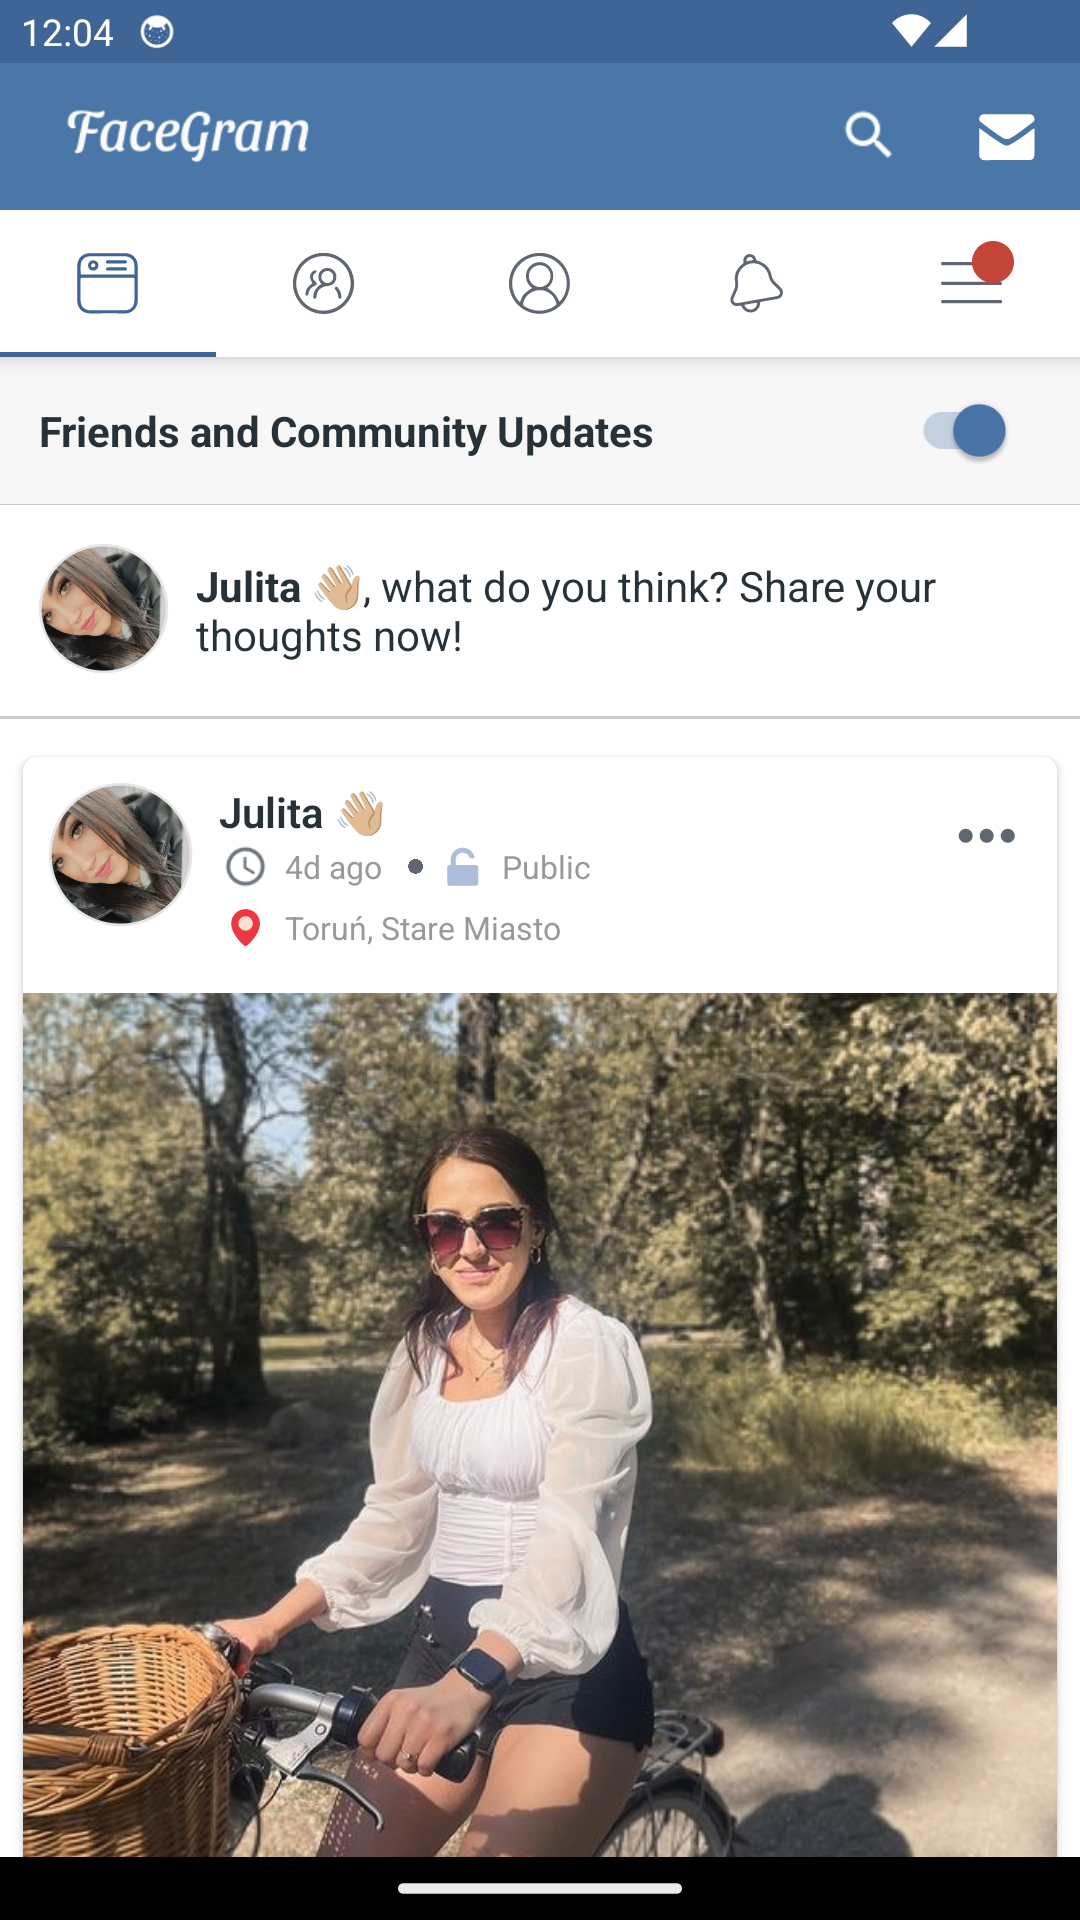 12:04
FaceGram
Friends and Community Updates
Julita 👋🏼, what do you think? Share your
thoughts now!
Julita 👋🏼
4d ago • Public
Toruń, Stare Miasto